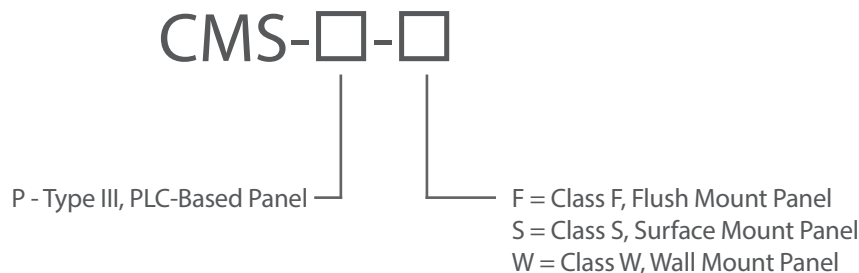 CMS-□-□
P - Type III, PLC-Based Panel
F = Class F, Flush Mount Panel
S = Class S, Surface Mount Panel
W = Class W, Wall Mount Panel